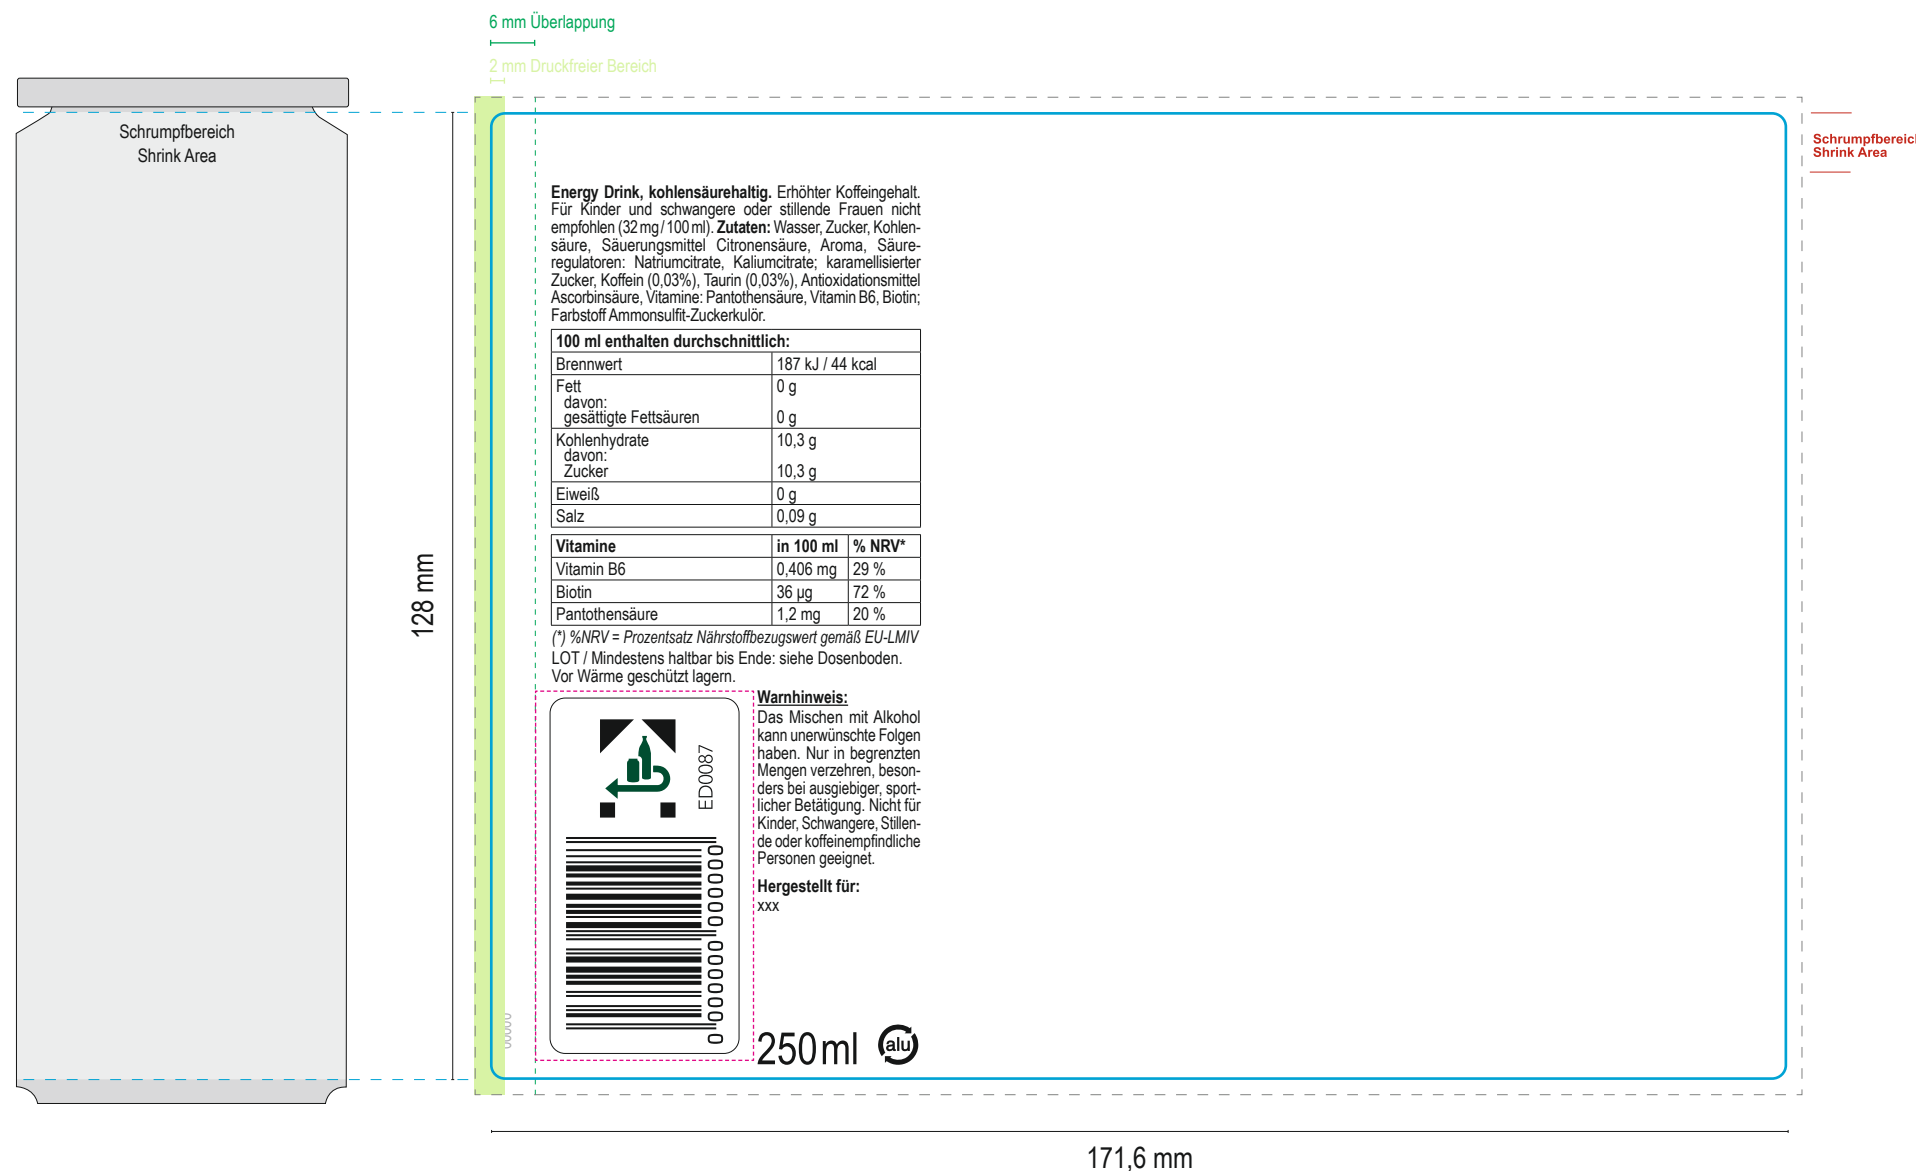 6 mm Überlappung
2 mm Druckfreier Bereich
Schrumpfbereich
Shrink Area
Schrumpfbereich
Shrink Area
Energy Drink, kohlensäurehaltig. Erhöhter Koffeingehalt.
Für Kinder und schwangere oder stillende Frauen nicht
empfohlen (32 mg / 100 ml). Zutaten: Wasser, Zucker, Kohlen-
säure, Säuerungsmittel Citronensäure, Aroma, Säure-
regulatoren: Natriumcitrate, Kaliumcitrate; karamellisierter
Zucker, Koffein (0,03%), Taurin (0,03%), Antioxidationsmittel
Ascorbinsäure, Vitamine: Pantothensäure, Vitamin B6, Biotin;
Farbstoff Ammonsulfit-Zuckerkulör.
100 ml enthalten durchschnittlich:
Brennwert 187 kJ / 44 kcal
Fett 0 g
davon:
gesättigte Fettsäuren 0 g
Kohlenhydrate 10,3 g
davon:
Zucker 10,3 g
Eiweiß 0 g
Salz 0,09 g
Vitamine in 100 ml % NRV*
Vitamin B6 0,406 mg 29 %
Biotin 36 µg 72 %
Pantothensäure 1,2 mg 20 %
(*) %NRV = Prozentsatz Nährstoffbezugswert gemäß EU-LMIV
LOT / Mindestens haltbar bis Ende: siehe Dosenboden.
Vor Wärme geschützt lagern.
Warnhinweis:
Das Mischen mit Alkohol
kann unerwünschte Folgen
haben. Nur in begrenzten
Mengen verzehren, beson-
ders bei ausgiebiger, sport-
licher Betätigung. Nicht für
Kinder, Schwangere, Stillen-
de oder koffeinempfindliche
Personen geeignet.
Hergestellt für:
xxx
ED0087
0 000000 000000
250 ml
alu
128 mm
171,6 mm